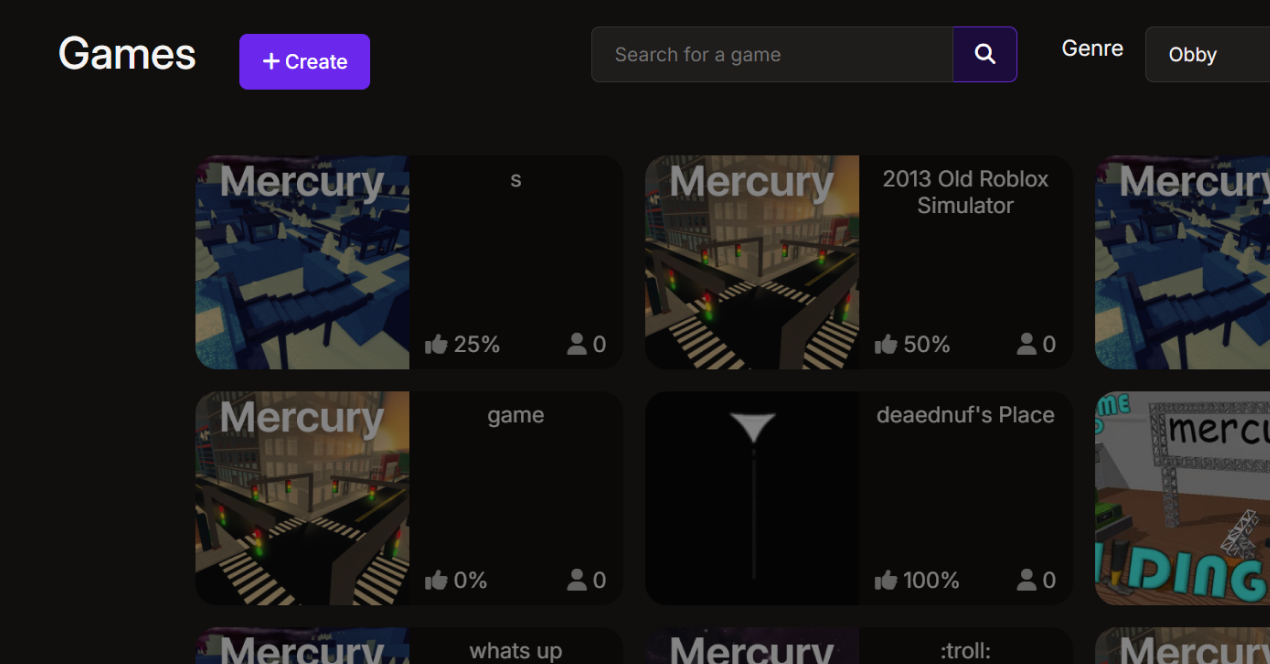 Games
+ Create
Search for a game
Genre
Obby
Mercury
s
25%
0
Mercury
2013 Old Roblox
Simulator
50%
0
Mercury
Mercury
game
0%
0
deaednuf's Place
100%
0
DING
Mercury
whats up
Mercury
:troll:
Mercury